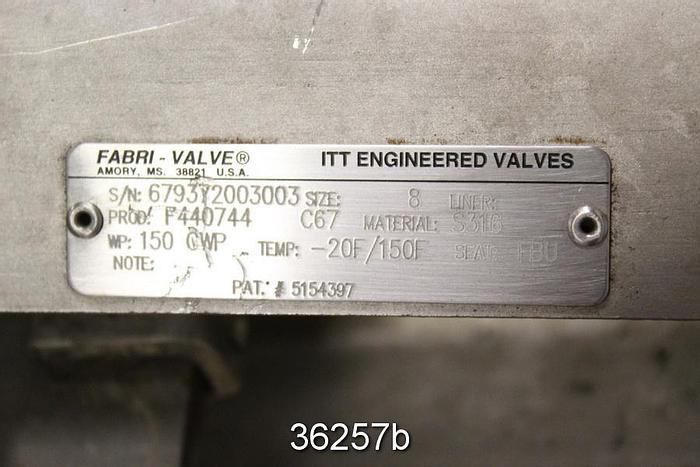 FABRI - VALVE® ITT ENGINEERED VALVES
AMORY, MS. 38821 U.S.A.
S/N: 679372003003 SIZE: 8 LINER:
PROD: F440744 C67 MATERIAL: S316
WP: 150 CWP TEMP: -20F/150F SEAT: FBU
NOTE:
PAT. # 5154397
36257b